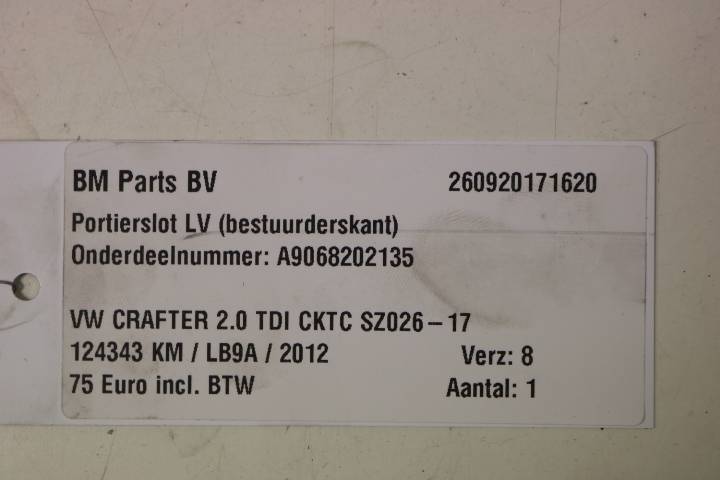 BM Parts BV 260920171620
Portierslot LV (bestuurderskant)
Onderdeelnummer: A9068202135
VW CRAFTER 2.0 TDI CKTC SZ026-17
124343 KM / LB9A / 2012 Verz: 8
75 Euro incl. BTW Aantal: 1